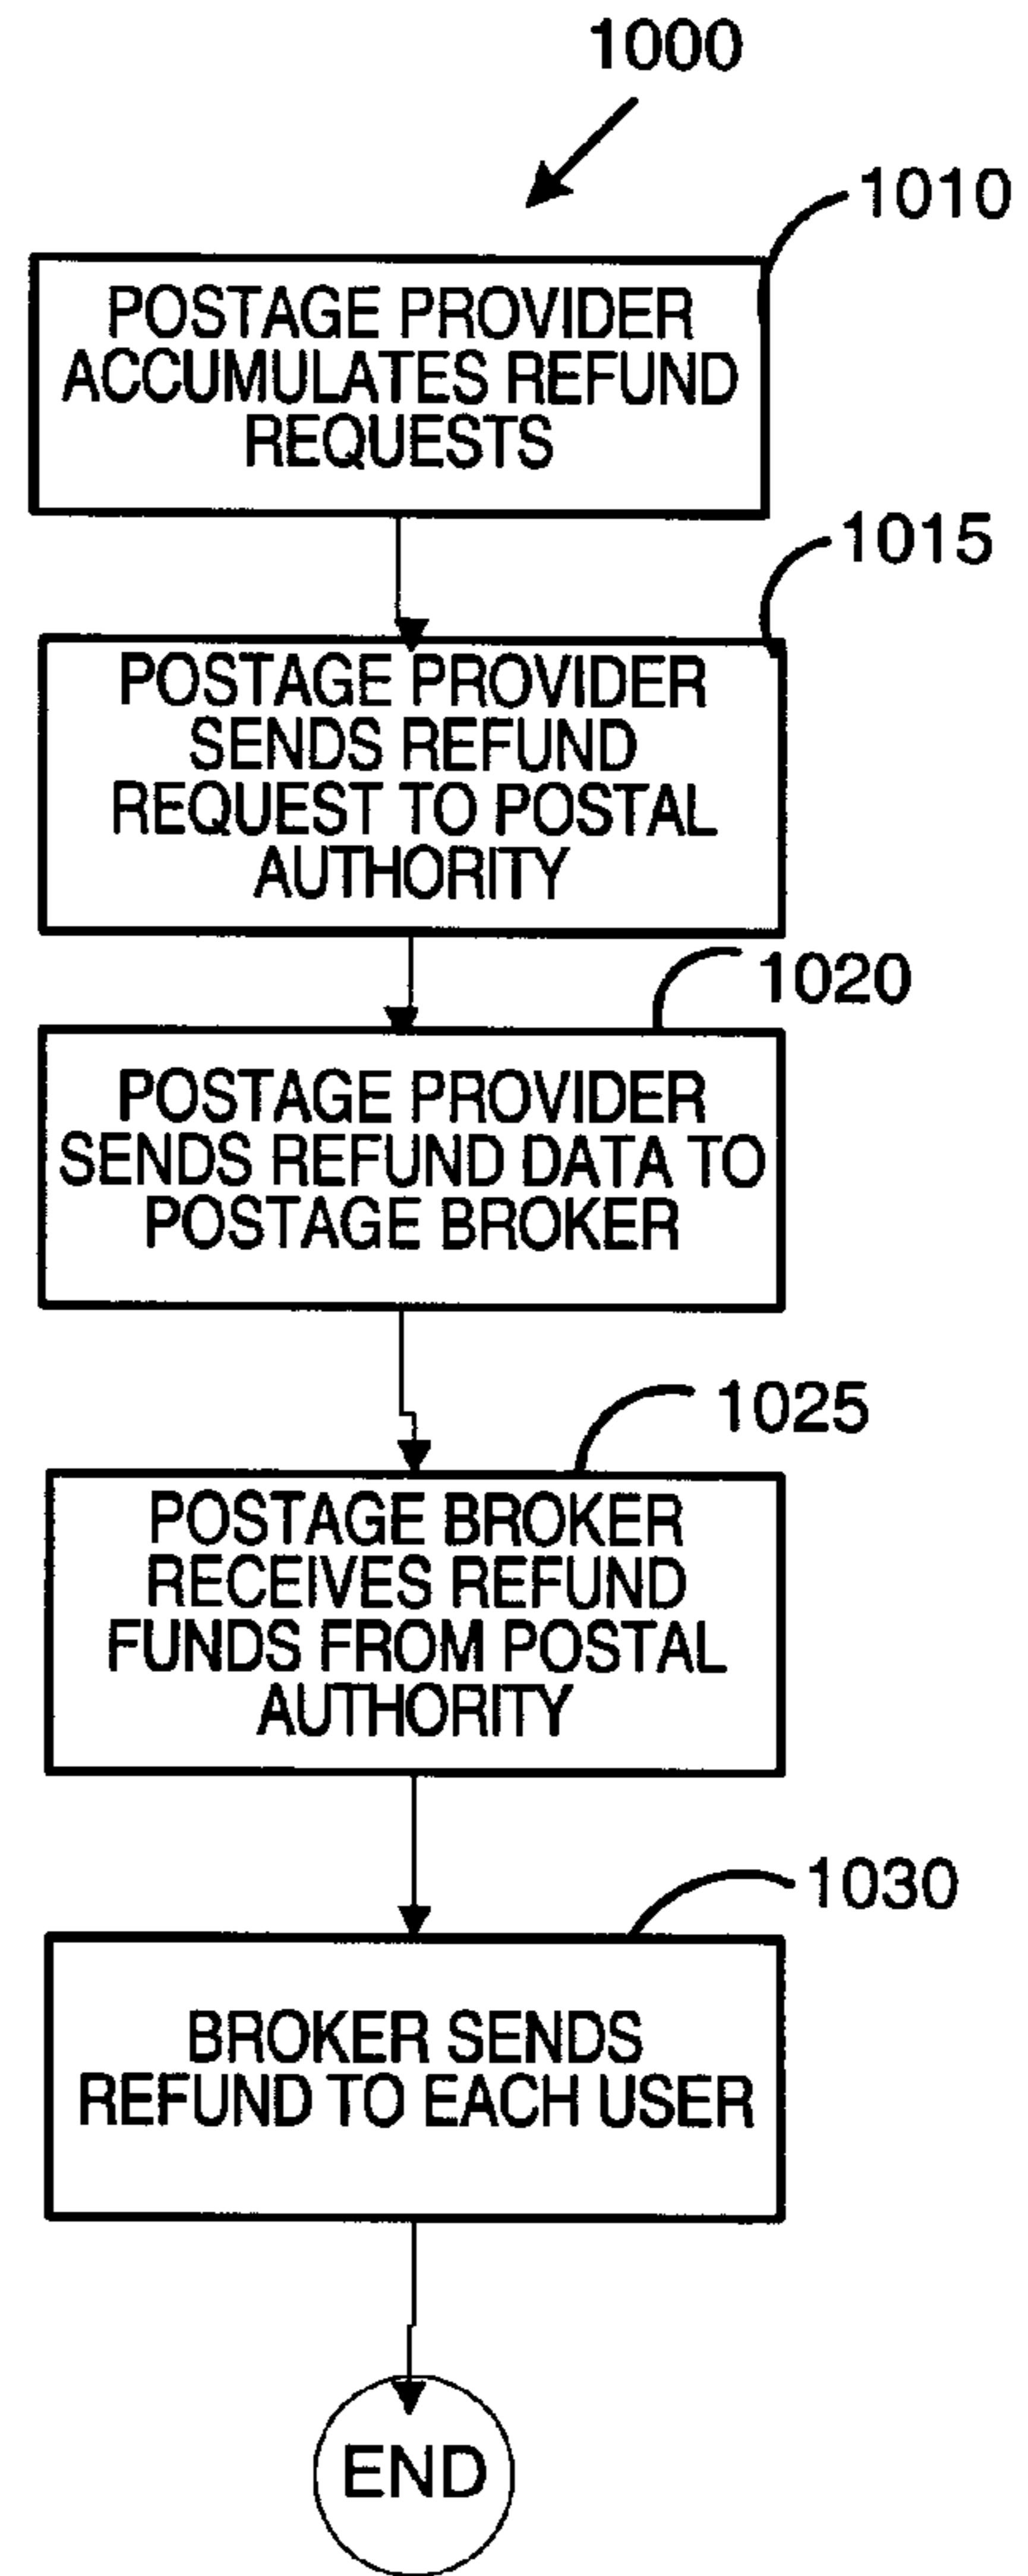 1000
1010
POSTAGE PROVIDER
ACCUMULATES REFUND
REQUESTS
1015
POSTAGE PROVIDER
SENDS REFUND
REQUEST TO POSTAL
AUTHORITY
1020
POSTAGE PROVIDER
SENDS REFUND DATA TO
POSTAGE BROKER
1025
POSTAGE BROKER
RECEIVES REFUND
FUNDS FROM POSTAL
AUTHORITY
1030
BROKER SENDS
REFUND TO EACH USER
END